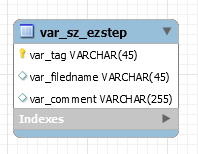 var_sz_ezstep
var_tag VARCHAR(45)
var_filedname VARCHAR(45)
var_comment VARCHAR(255)
Indexes